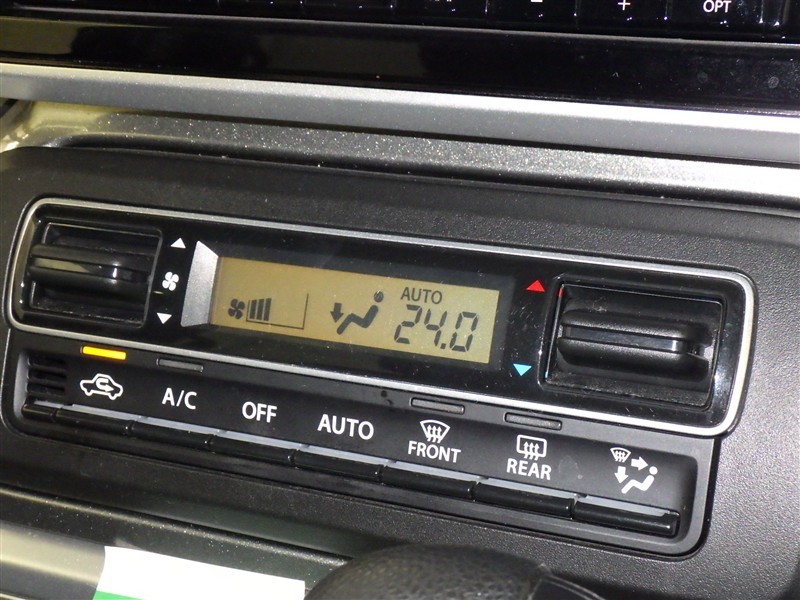 - + OPT
AUTO
24.0
A/C OFF AUTO FRONT REAR